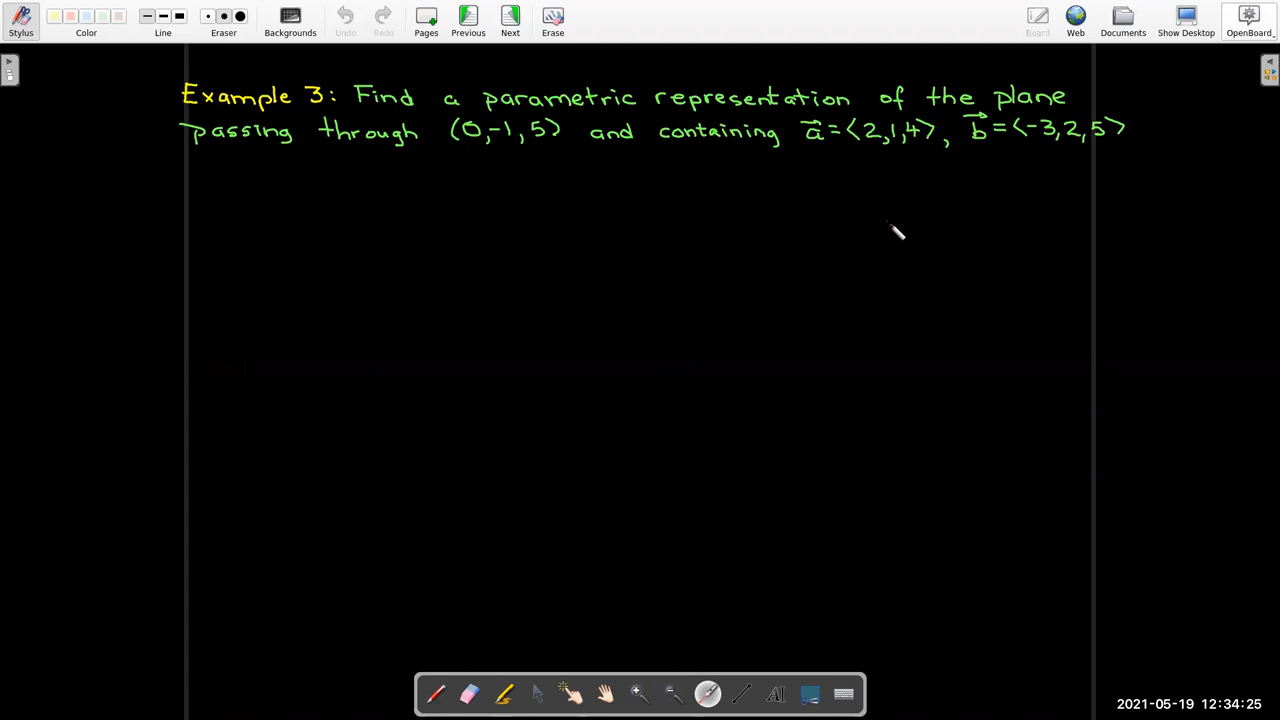 Stylus
Color
Line
Eraser
Backgrounds
Undo
Redo
Pages
Previous
Next
Erase
Board
Web
Documents
Show Desktop
OpenBoard
Example 3: Find a parametric representation of the plane
passing through (0,-1,5) and containing a⃗=⟨2,1,4⟩, b⃗=⟨-3,2,5⟩
AI
2021-05-19 12:34:25